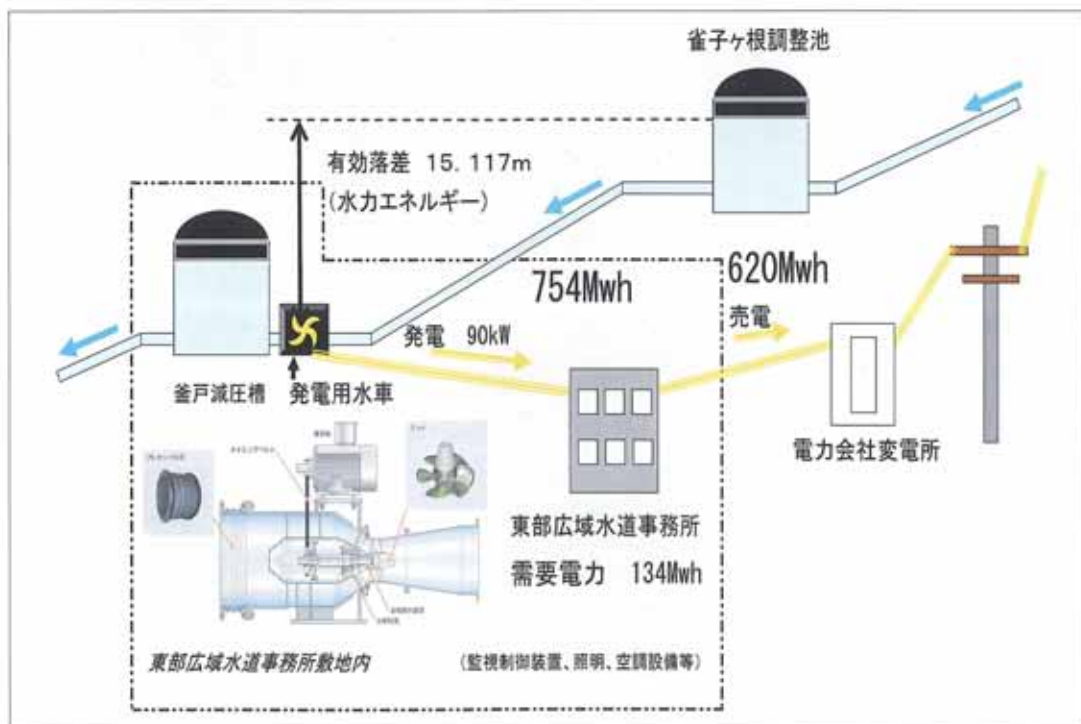 雀子ヶ根調整池
有効落差 15.117m
(水力エネルギー)
754Mwh
620Mwh
売電
発電 90kW
釜戸減圧槽
発電用水車
電力会社変電所
東部広域水道事務所
需要電力 134Mwh
東部広域水道事務所敷地内
(監視制御装置、照明、空調設備等)